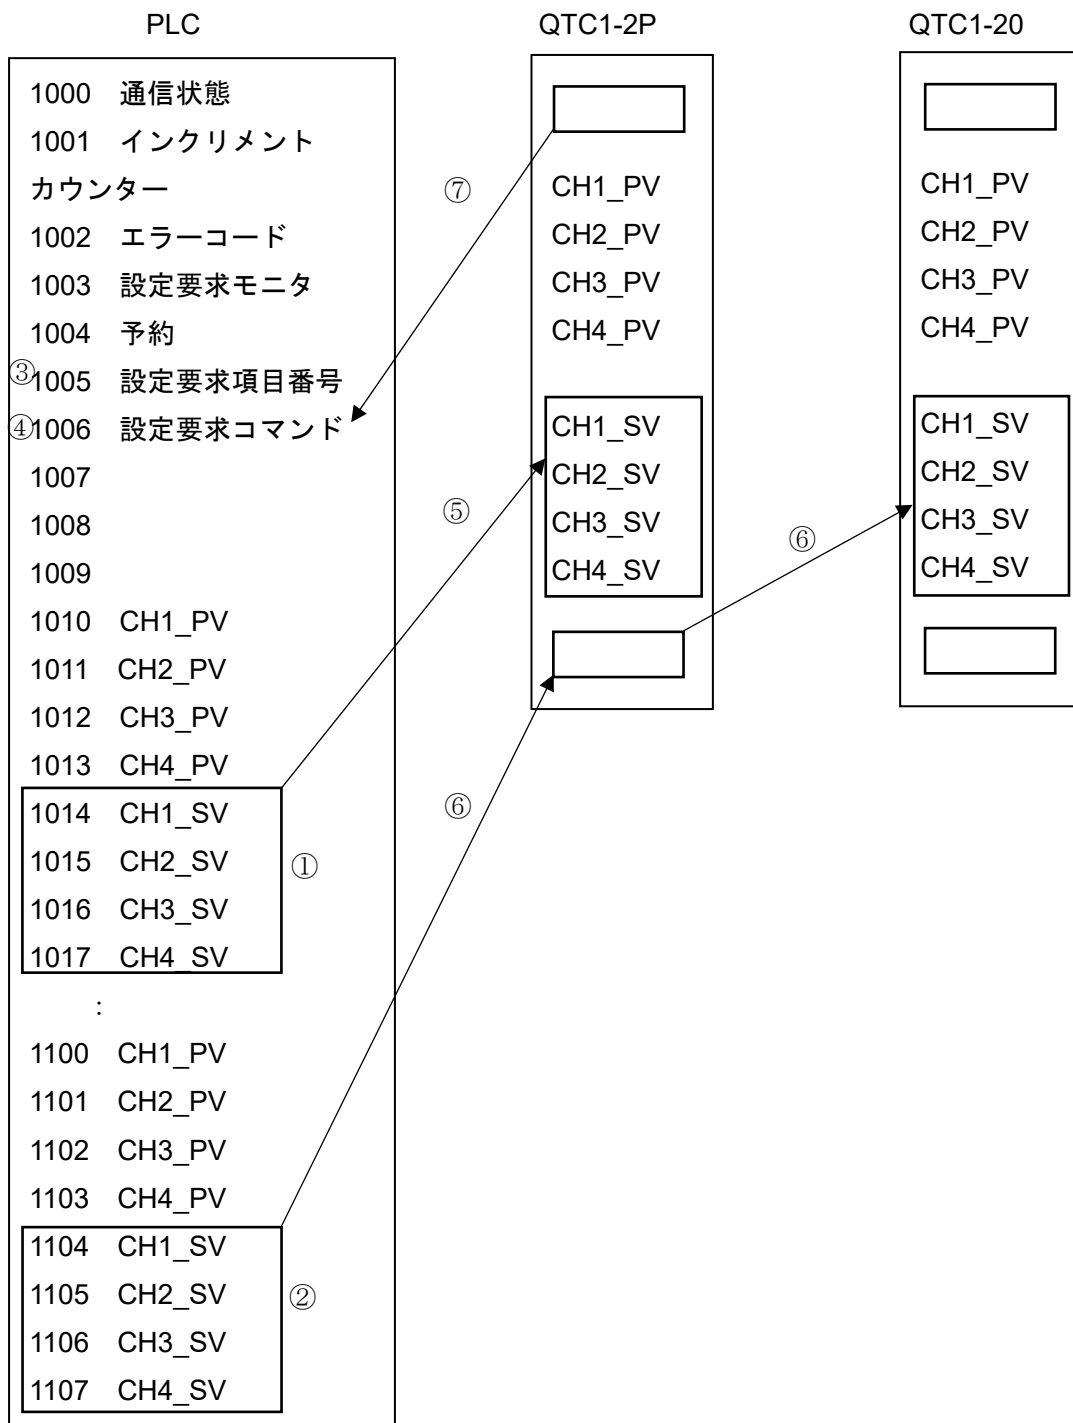 PLC
1000 通信状態
1001 インクリメント
カウンター
1002 エラーコード
1003 設定要求モニタ
1004 予約
③1005 設定要求項目番号
④1006 設定要求コマンド
1007
1008
1009
1010 CH1_PV
1011 CH2_PV
1012 CH3_PV
1013 CH4_PV
1014 CH1_SV
1015 CH2_SV
①
1016 CH3_SV
1017 CH4_SV
:
1100 CH1_PV
1101 CH2_PV
1102 CH3_PV
1103 CH4_PV
1104 CH1_SV
1105 CH2_SV
②
1106 CH3_SV
1107 CH4_SV
⑦
⑤
⑥
QTC1-2P
CH1_PV
CH2_PV
CH3_PV
CH4_PV
CH1_SV
CH2_SV
CH3_SV
CH4_SV
⑥
QTC1-20
CH1_PV
CH2_PV
CH3_PV
CH4_PV
CH1_SV
CH2_SV
CH3_SV
CH4_SV